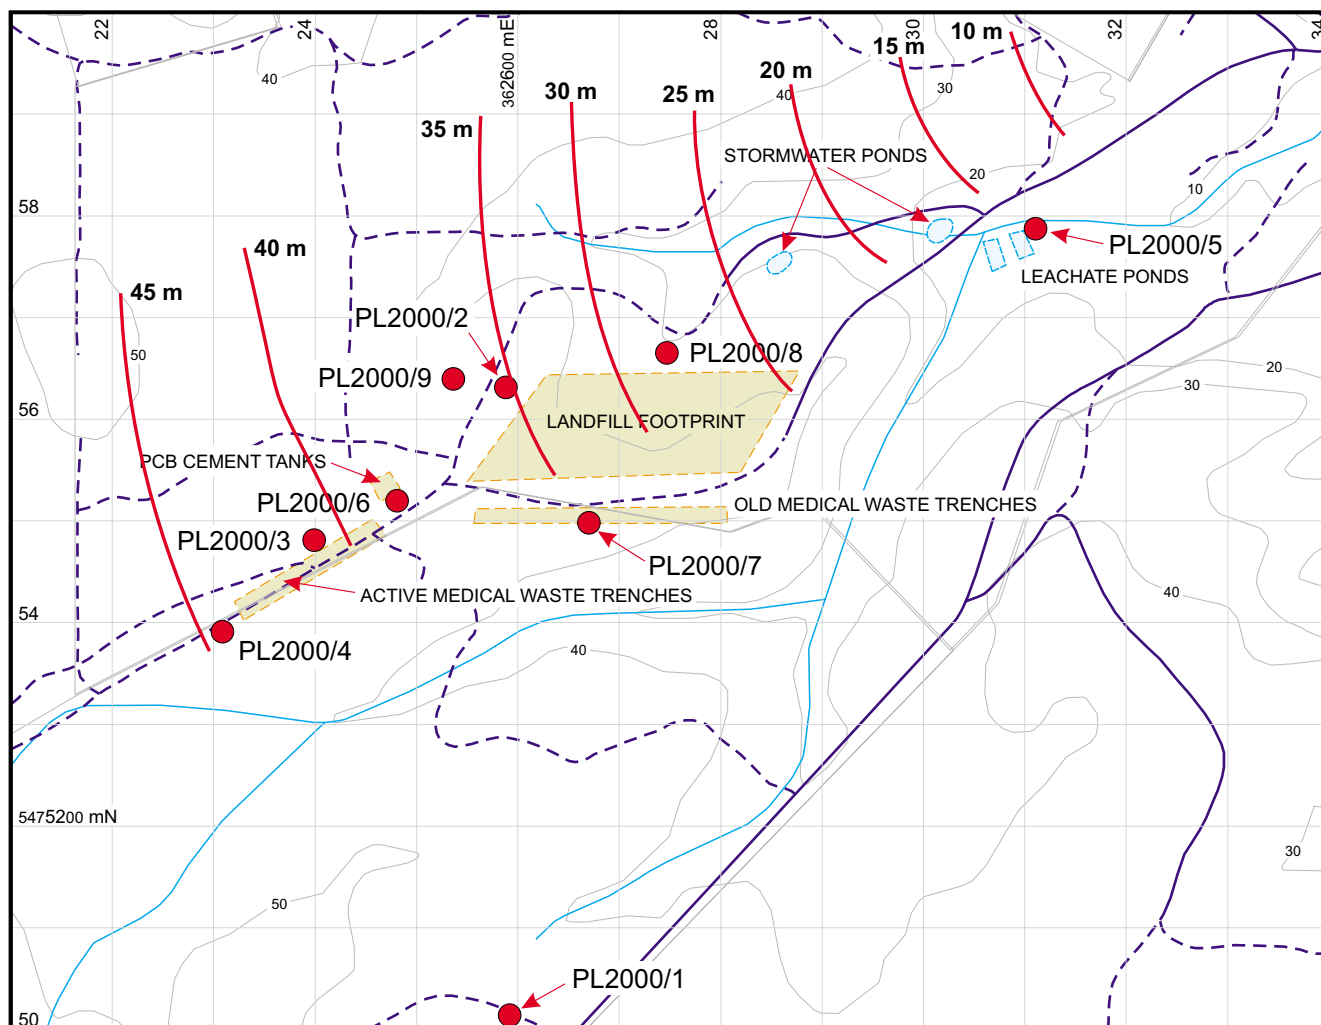 22
24
362600 mE
28
30
32
34
10 m
15 m
20 m
25 m
30 m
35 m
40
40
30
STORMWATER PONDS
20
10
58
40 m
45 m
PL2000/5
LEACHATE PONDS
PL2000/2
50
PL2000/8
PL2000/9
20
30
56
LANDFILL FOOTPRINT
PCB CEMENT TANKS
PL2000/6
OLD MEDICAL WASTE TRENCHES
PL2000/3
PL2000/7
ACTIVE MEDICAL WASTE TRENCHES
40
54
PL2000/4
40
5475200 mN
30
50
PL2000/1
50